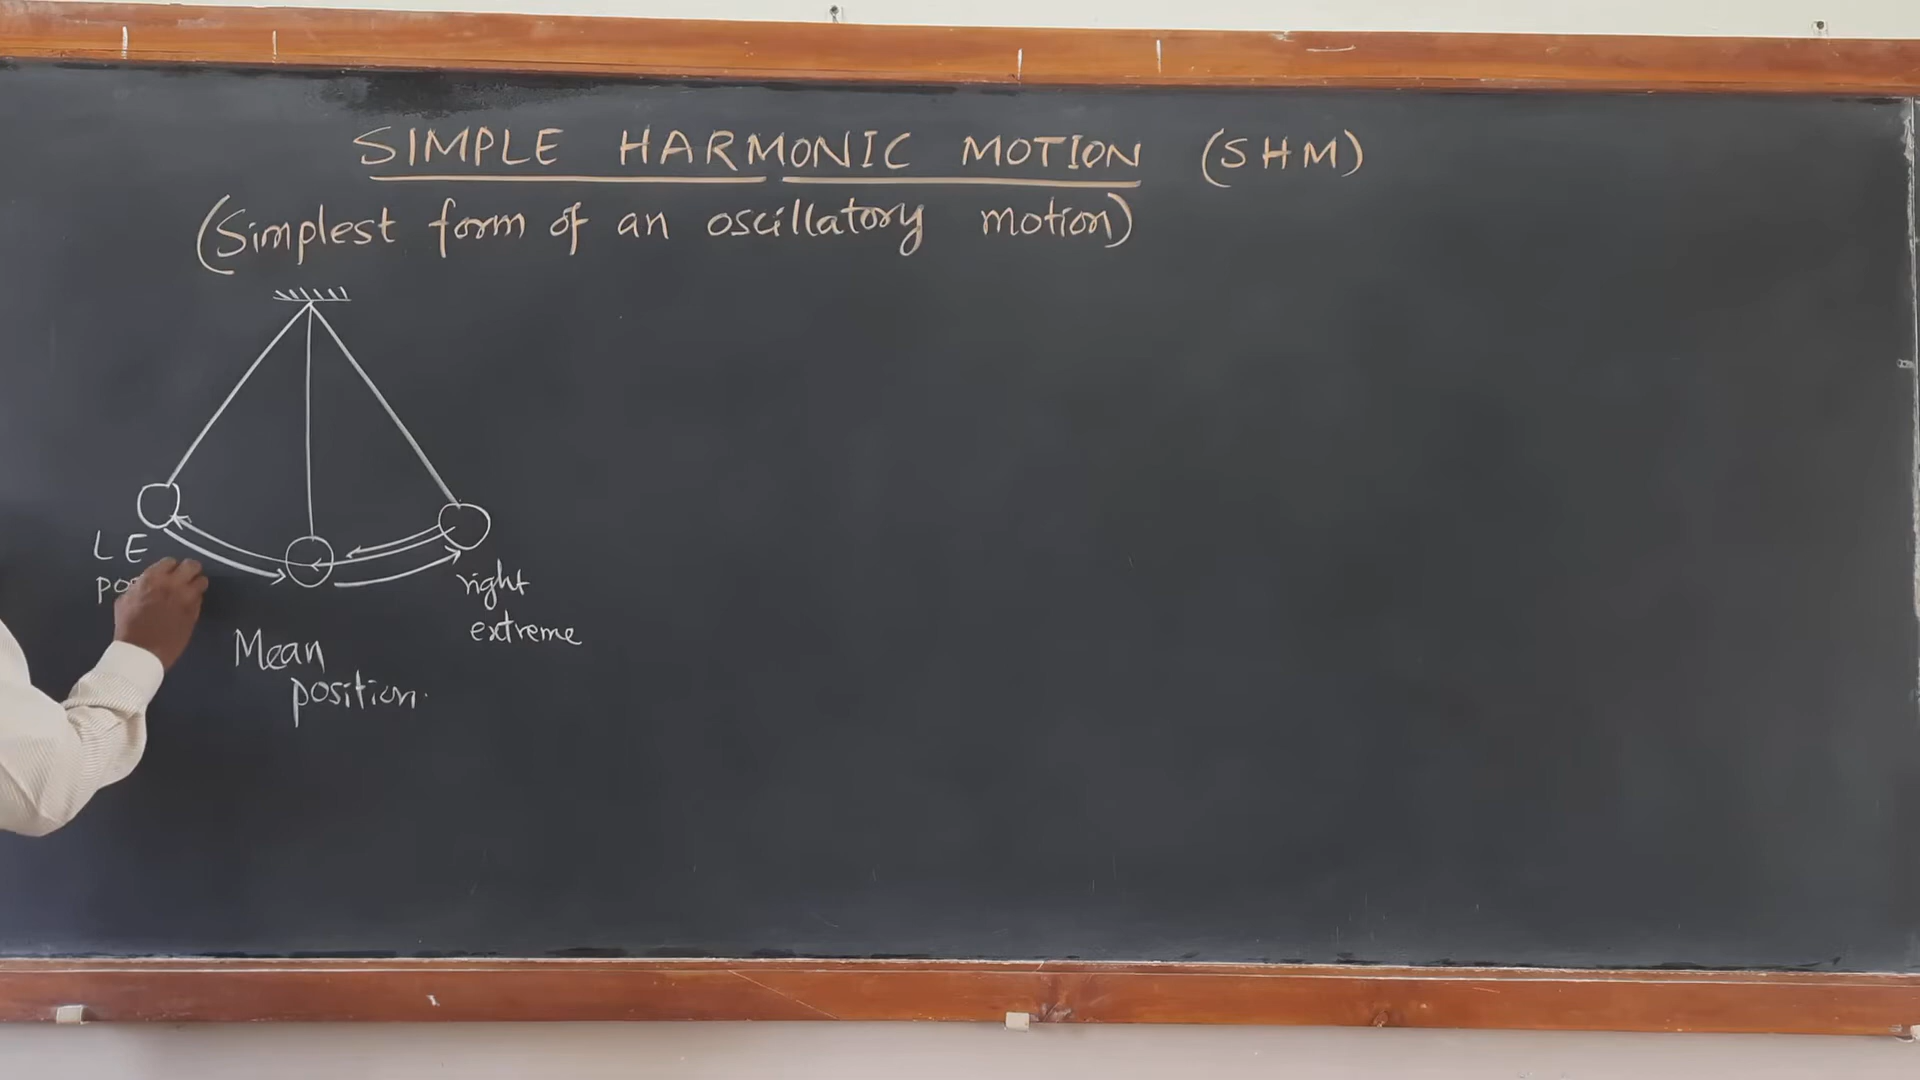 SIMPLE HARMONIC MOTION (SHM)
(Simplest form of an oscillatory motion)
L E
right
extreme
Mean
position.